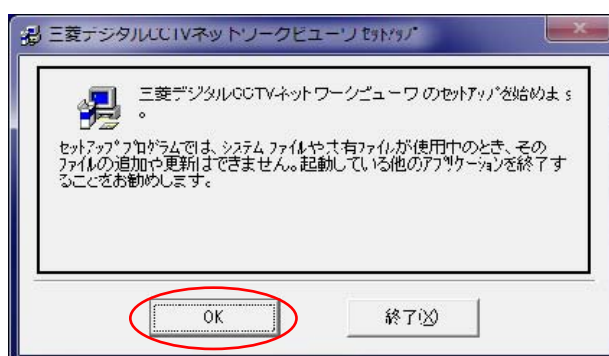 三菱デジタルCCTVネットワークビューワ セットアップ
三菱デジタルCCTVネットワークビューワ のセットアップを始めます
。
セットアップ プログラムでは、システム ファイルや共有ファイルが使用中のとき、その
ファイルの追加や更新はできません。起動している他のアプリケーションを終了す
ることをお勧めします。
OK
終了(X)